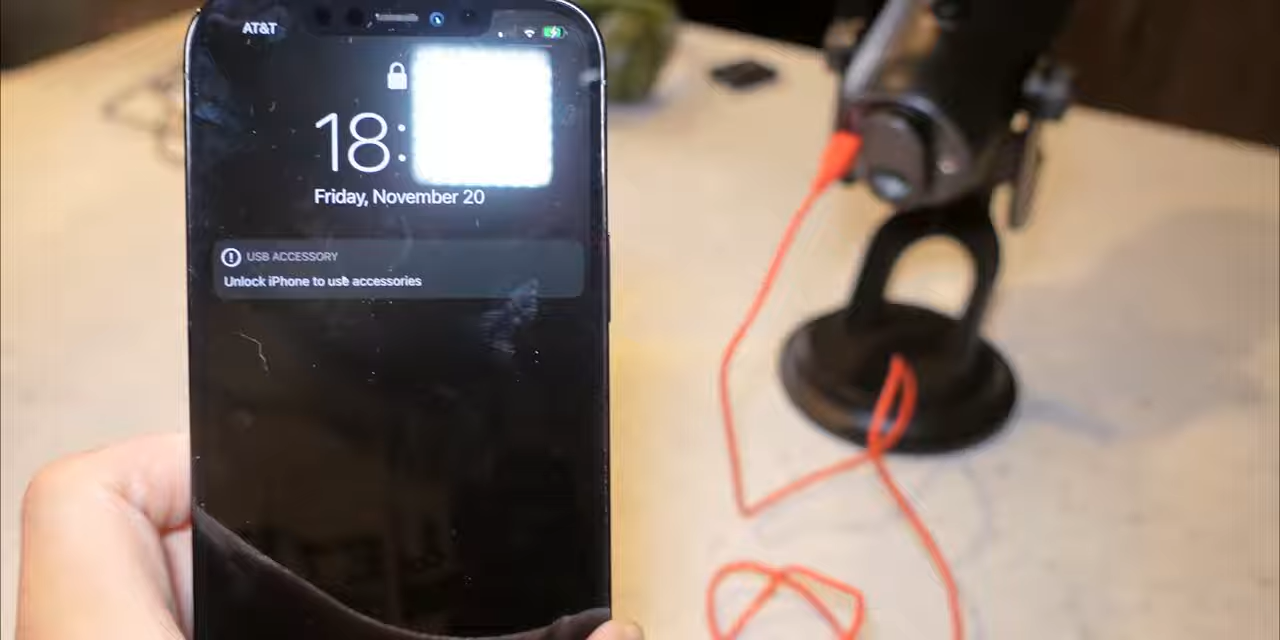 AT&T
18:
Friday, November 20
USB ACCESSORY
Unlock iPhone to use accessories